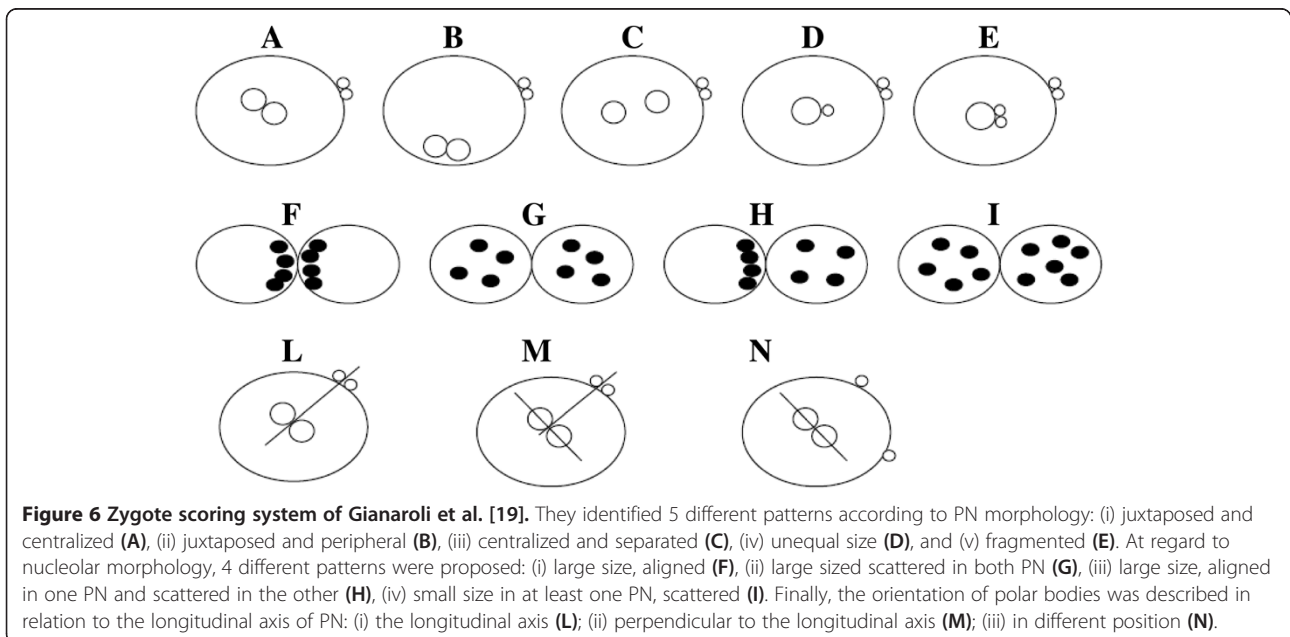 A B C D E
F G H I
L M N
Figure 6 Zygote scoring system of Gianaroli et al. [19]. They identified 5 different patterns according to PN morphology: (i) juxtaposed and
centralized (A), (ii) juxtaposed and peripheral (B), (iii) centralized and separated (C), (iv) unequal size (D), and (v) fragmented (E). At regard to
nucleolar morphology, 4 different patterns were proposed: (i) large size, aligned (F), (ii) large sized scattered in both PN (G), (iii) large size, aligned
in one PN and scattered in the other (H), (iv) small size in at least one PN, scattered (I). Finally, the orientation of polar bodies was described in
relation to the longitudinal axis of PN: (i) the longitudinal axis (L); (ii) perpendicular to the longitudinal axis (M); (iii) in different position (N).